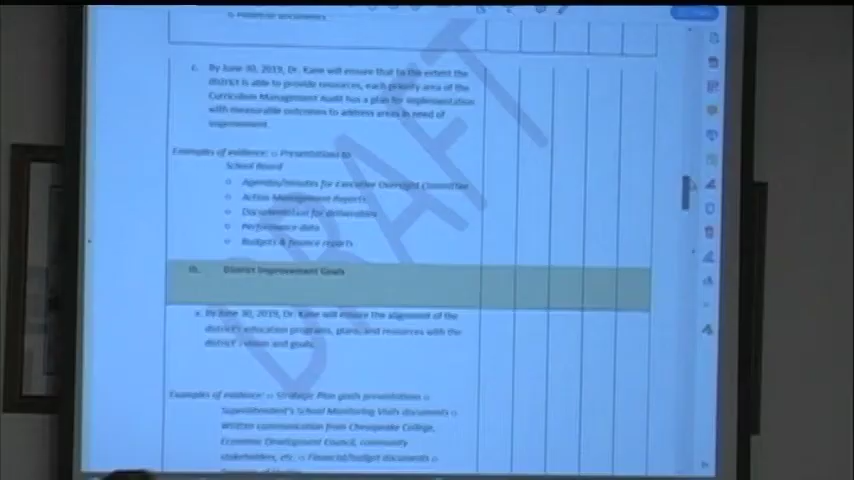 o Financial documents
c. By June 30, 2019, Dr. Kane will ensure that to the extent the
district is able to provide resources, each priority area of the
Curriculum Management Audit has a plan for implementation
with measurable outcomes to address areas in need of
improvement.
Examples of evidence: o Presentations to
School Board
o Agendas/minutes for Executive Oversight Committee
o Action Management Reports
o Documentation for deliverables
o Performance data
o Budgets & finance reports
DRAFT
III. District Improvement Goals
a. By June 30, 2019, Dr. Kane will ensure the alignment of the
district's education programs, plans, and resources with the
district's vision and goals.
Examples of evidence: o Strategic Plan goals presentations o
Superintendent's School Monitoring Visits documents o
Written communication from Chesapeake College,
Economic Development Council, community
stakeholders, etc. o Financial/budget documents o